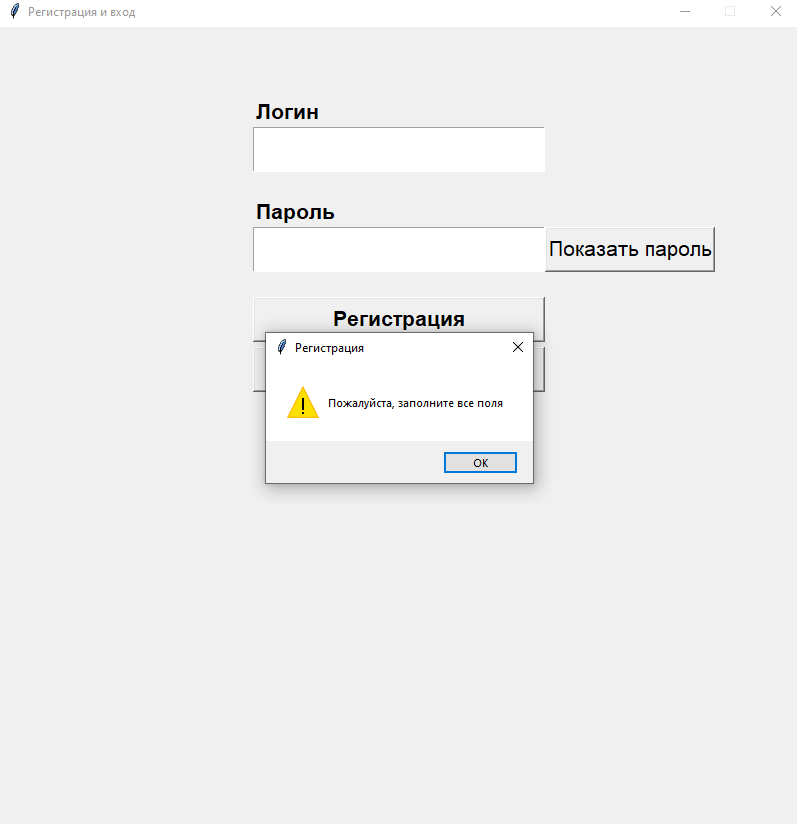 Регистрация и вход
Логин
Пароль
Показать пароль
Регистрация
Регистрация
Пожалуйста, заполните все поля
OK